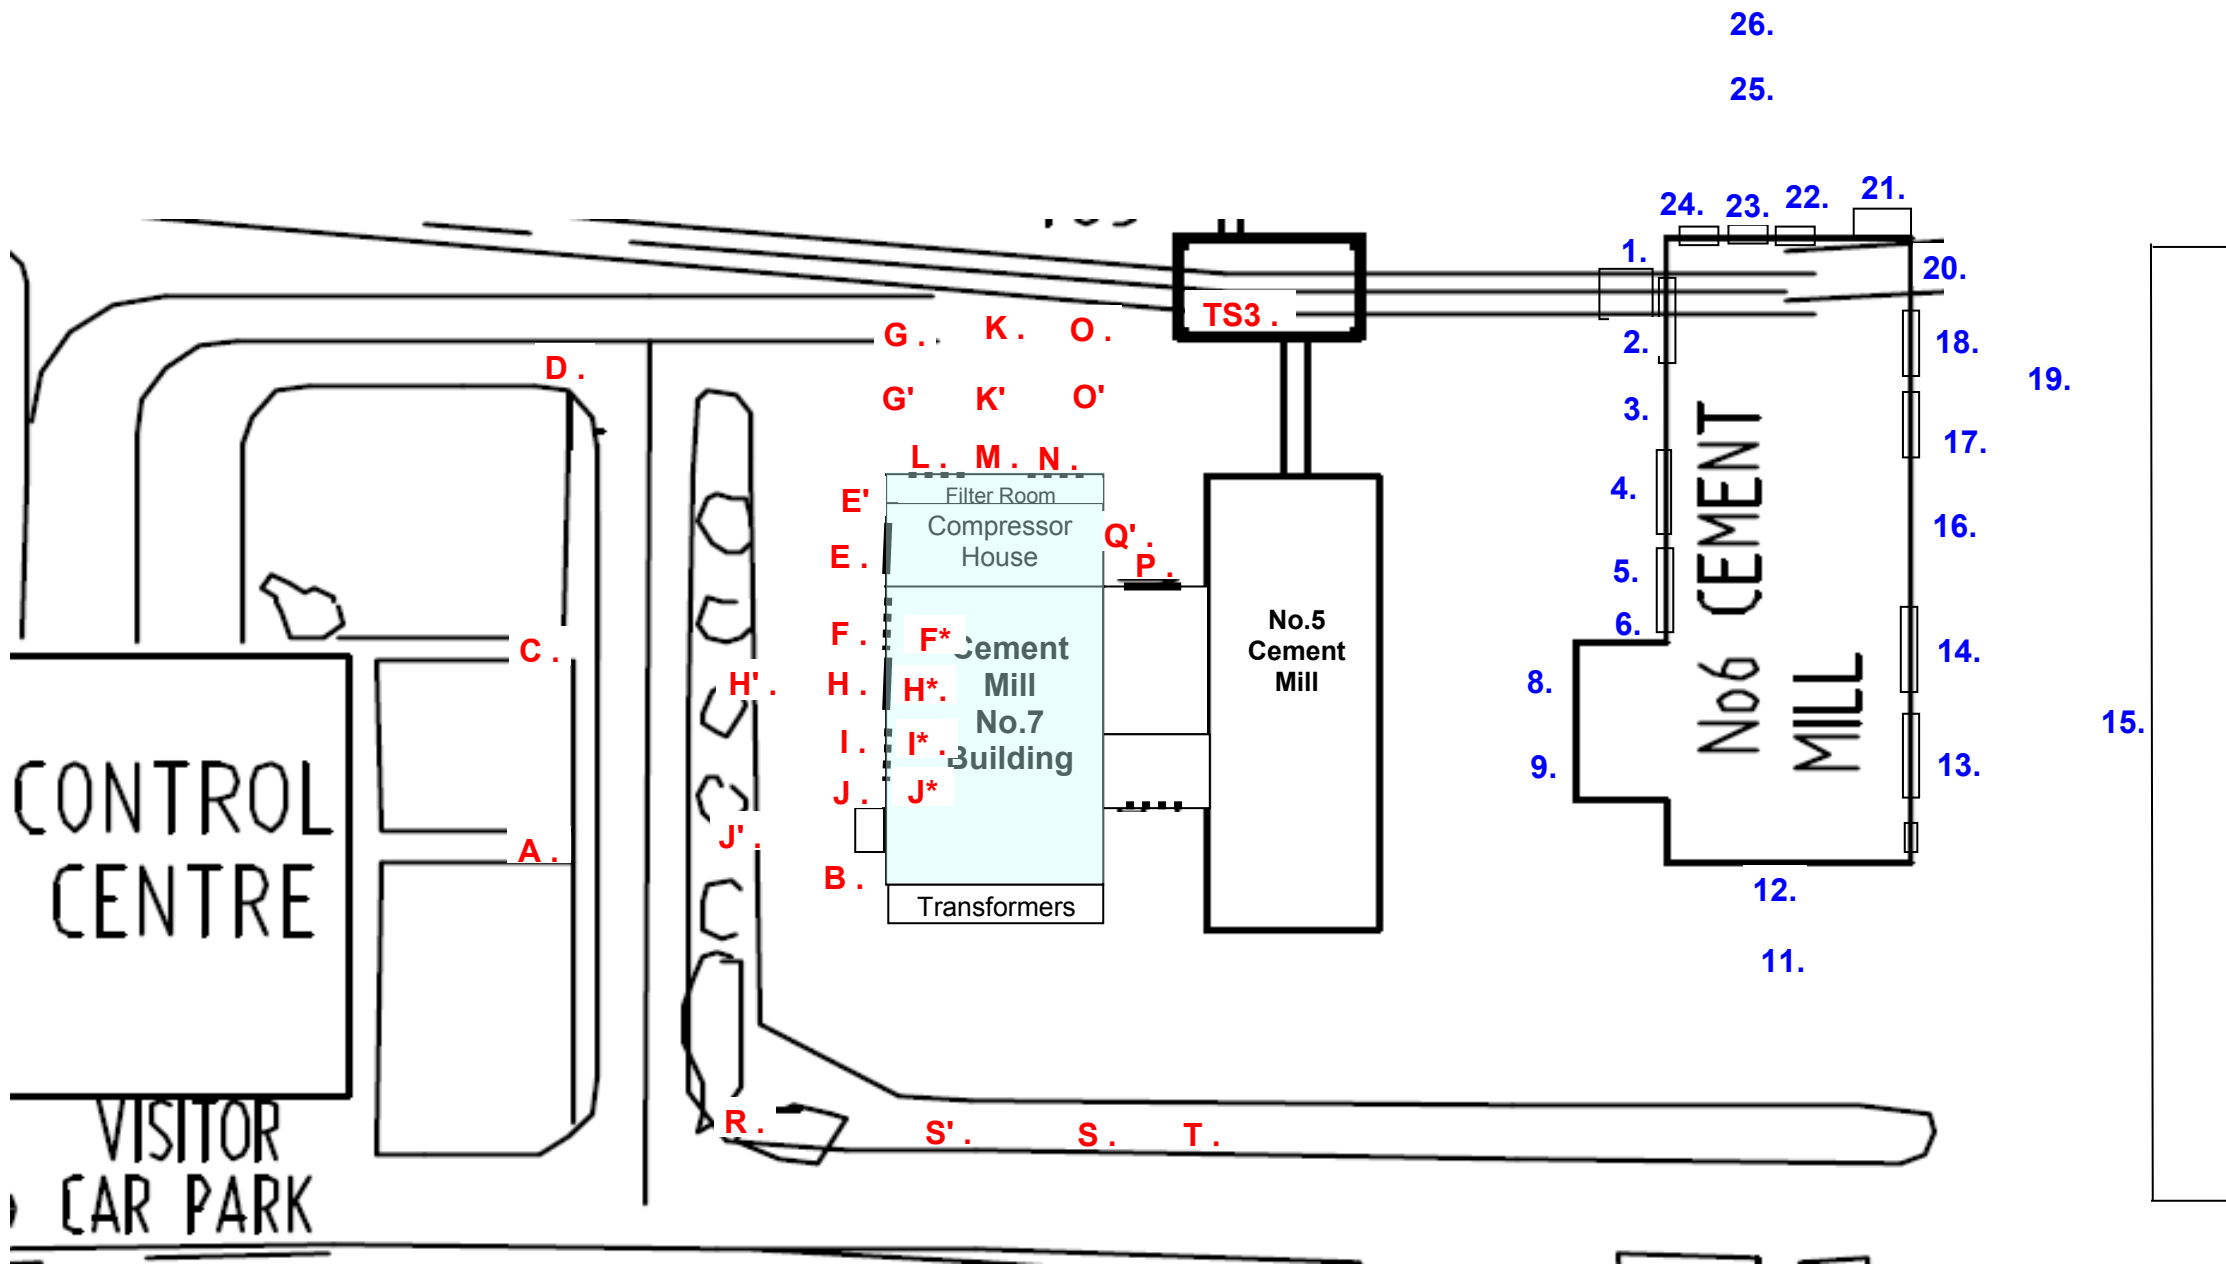 26.
25.
24. 23. 22. 21.
1.
20.
TS3 .
G . K . O .
2.
18.
D .
19.
G' K' O'
3.
17.
L . M . N .
E'
Filter Room
4.
Compressor
House
Q' .
P .
E .
16.
5.
No.5
Cement
Mill
6.
F . F*
Cement
Mill
No.7
Building
C .
14.
H' . H . H*.
8.
No6 CEMENT
MILL
15.
I . I* .
9.
13.
J . J*
CONTROL
CENTRE
J' .
A .
B .
12.
Transformers
11.
R . S' . S . T .
VISITOR
CAR PARK